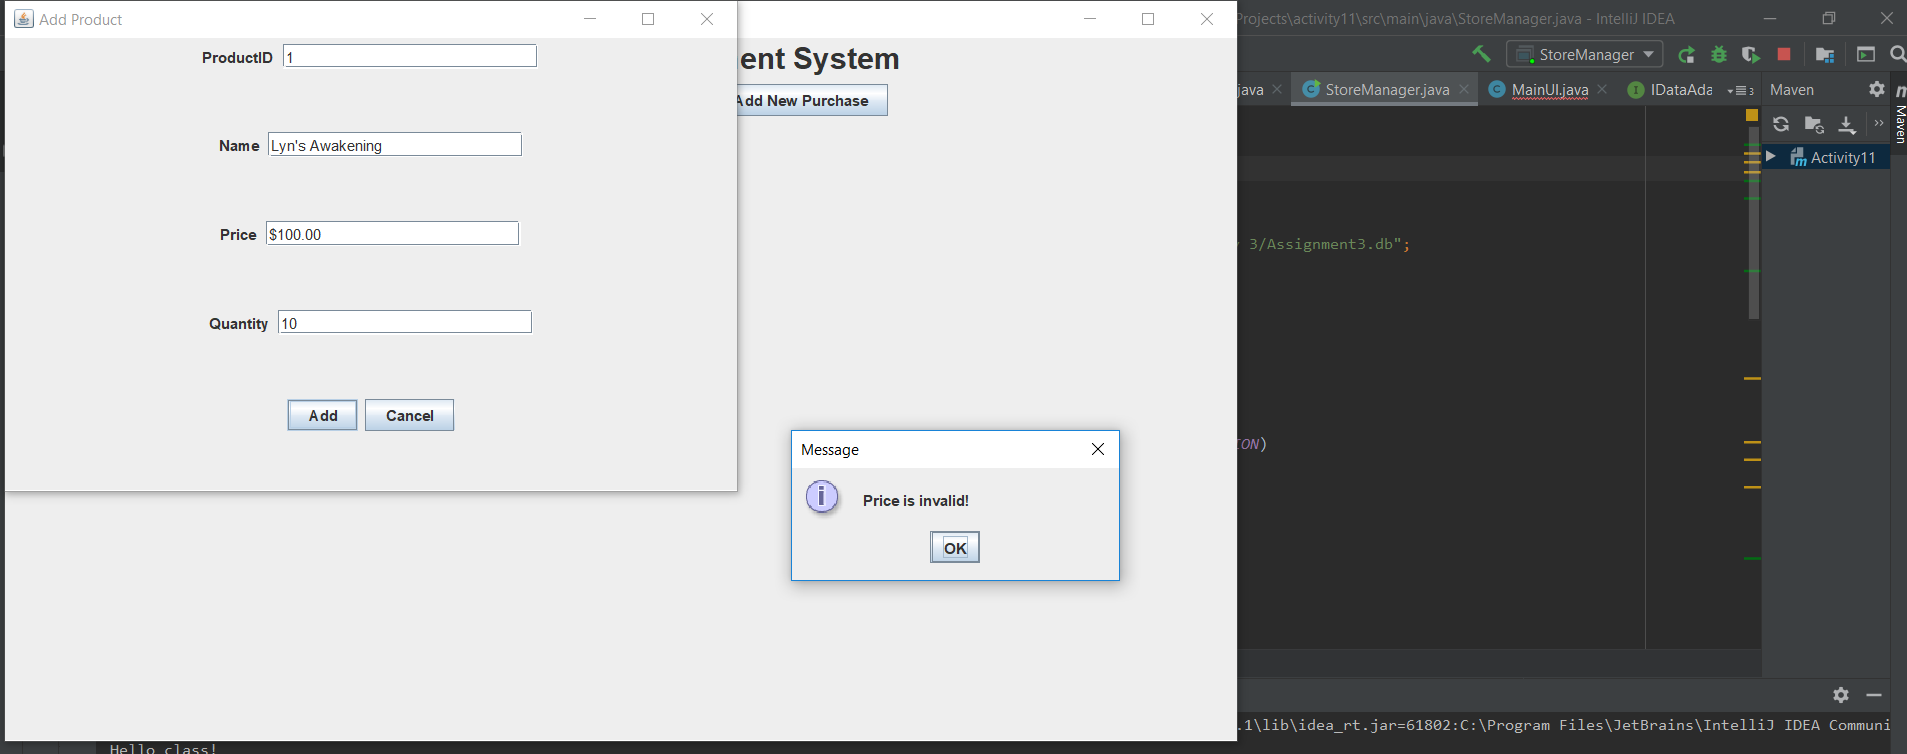 Add Product
ProductID 1
Name Lyn's Awakening
Price $100.00
Quantity 10
Add Cancel
ent System
Add New Purchase
Message
Price is invalid!
OK
Projects\activity11\src\main\java\StoreManager.java - IntelliJ IDEA
StoreManager
java StoreManager.java MainUI.java IDataAda 3 Maven
Maven
Activity11
3/Assignment3.db";
ION)
.1\lib\idea_rt.jar=61802:C:\Program Files\JetBrains\IntelliJ IDEA Communi
Hello class!